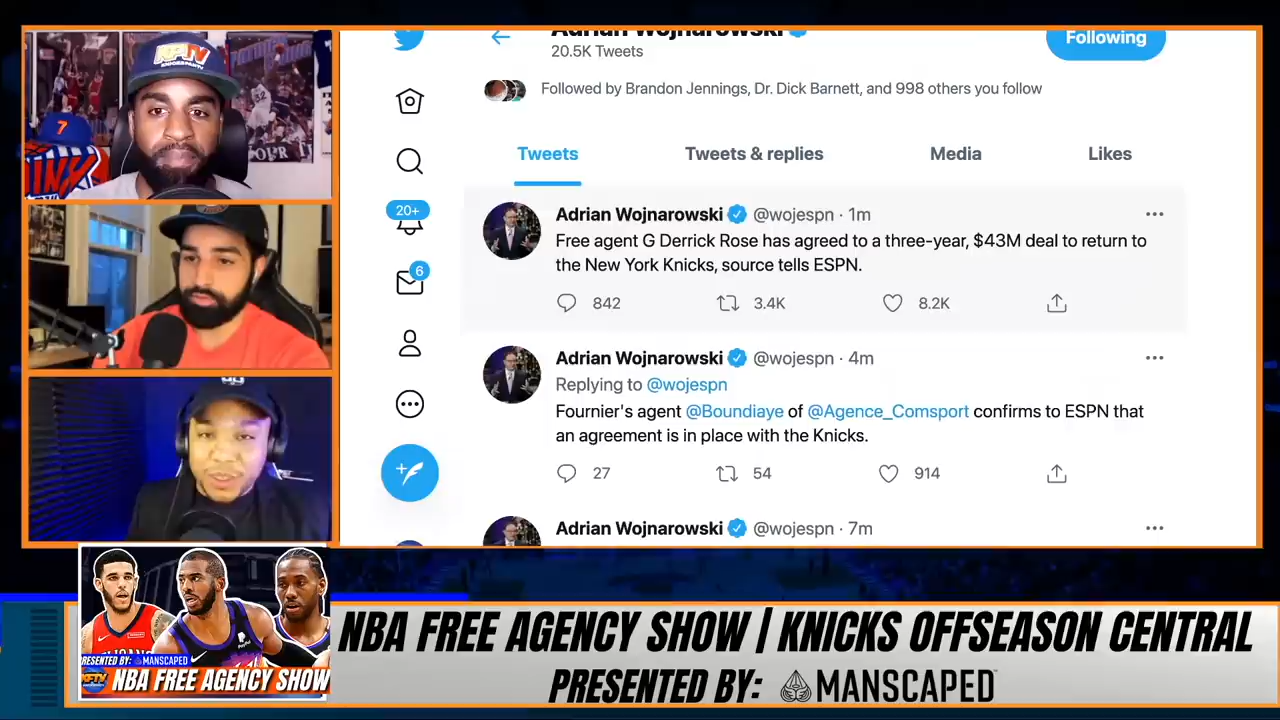 KFTV
7
Adrian Wojnarowski
20.5K Tweets
Following
Followed by Brandon Jennings, Dr. Dick Barnett, and 998 others you follow
Tweets
Tweets & replies
Media
Likes
20+
6
Adrian Wojnarowski @wojespn · 1m
Free agent G Derrick Rose has agreed to a three-year, $43M deal to return to
the New York Knicks, source tells ESPN.
842
3.4K
8.2K
Adrian Wojnarowski @wojespn · 4m
Replying to @wojespn
Fournier's agent @Boundiaye of @Agence_Comsport confirms to ESPN that
an agreement is in place with the Knicks.
27
54
914
Adrian Wojnarowski @wojespn · 7m
PRESENTED BY: MANSCAPED
KFTV
NBA FREE AGENCY SHOW
NBA FREE AGENCY SHOW | KNICKS OFFSEASON CENTRAL
PRESENTED BY: MANSCAPED